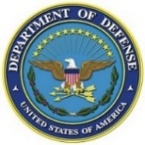 DEPARTMENT OF DEFENSE
UNITED STATES OF AMERICA